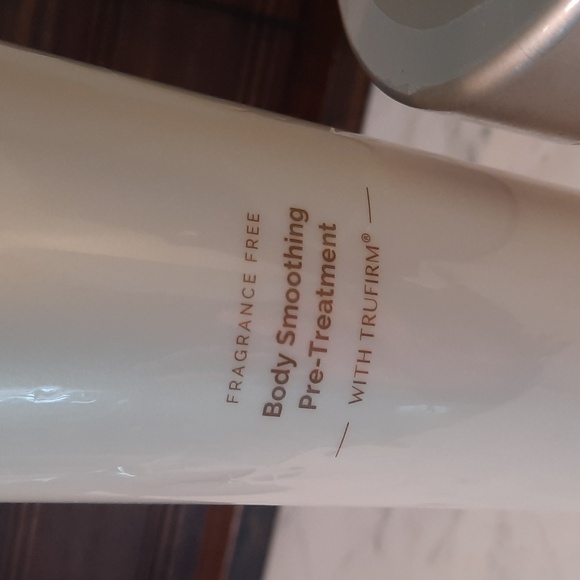 FRAGRANCE FREE
Body Smoothing
Pre-Treatment
WITH TRUFIRM®